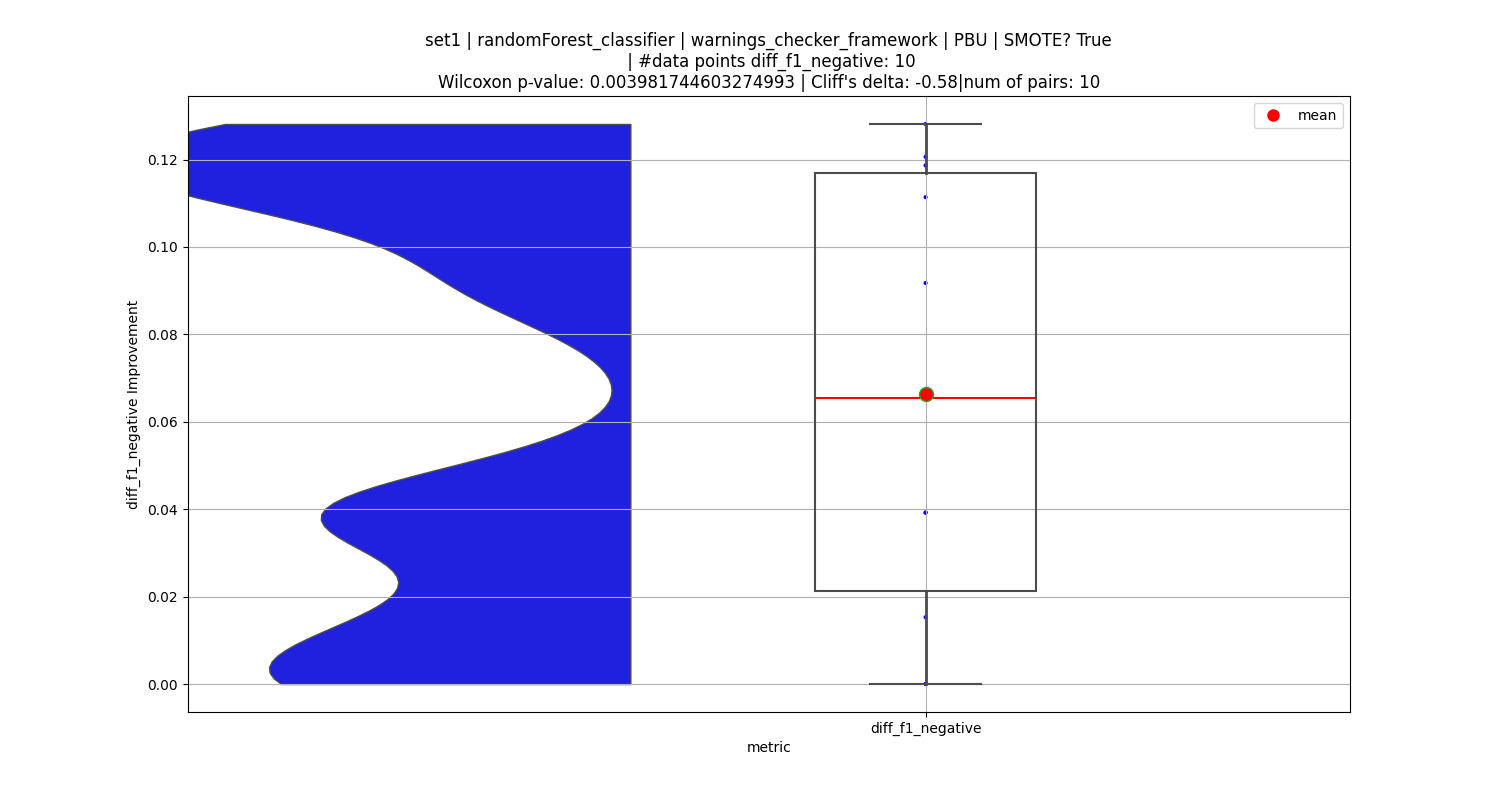 set1 | randomForest_classifier | warnings_checker_framework | PBU | SMOTE? True
| #data points diff_f1_negative: 10
Wilcoxon p-value: 0.003981744603274993 | Cliff's delta: -0.58|num of pairs: 10
mean
0.12
0.10
0.08
0.06
0.04
0.02
0.00
diff_f1_negative Improvement
diff_f1_negative
metric